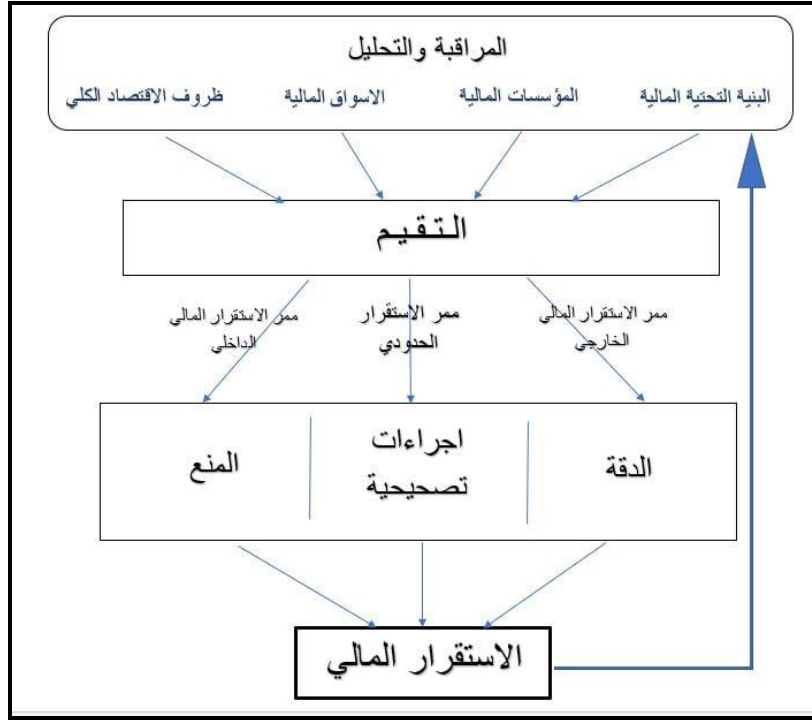 المراقبة والتحليل
البنية التحتية المالية
المؤسسات المالية
الاسواق المالية
ظروف الاقتصاد الكلي
التقيم
ممر الاستقرار المالي
الخارجي
ممر الاستقرار
الحدودي
ممر الاستقرار المالي
الداخلي
الدقة
اجراءات
تصحيحية
المنع
الاستقرار المالي